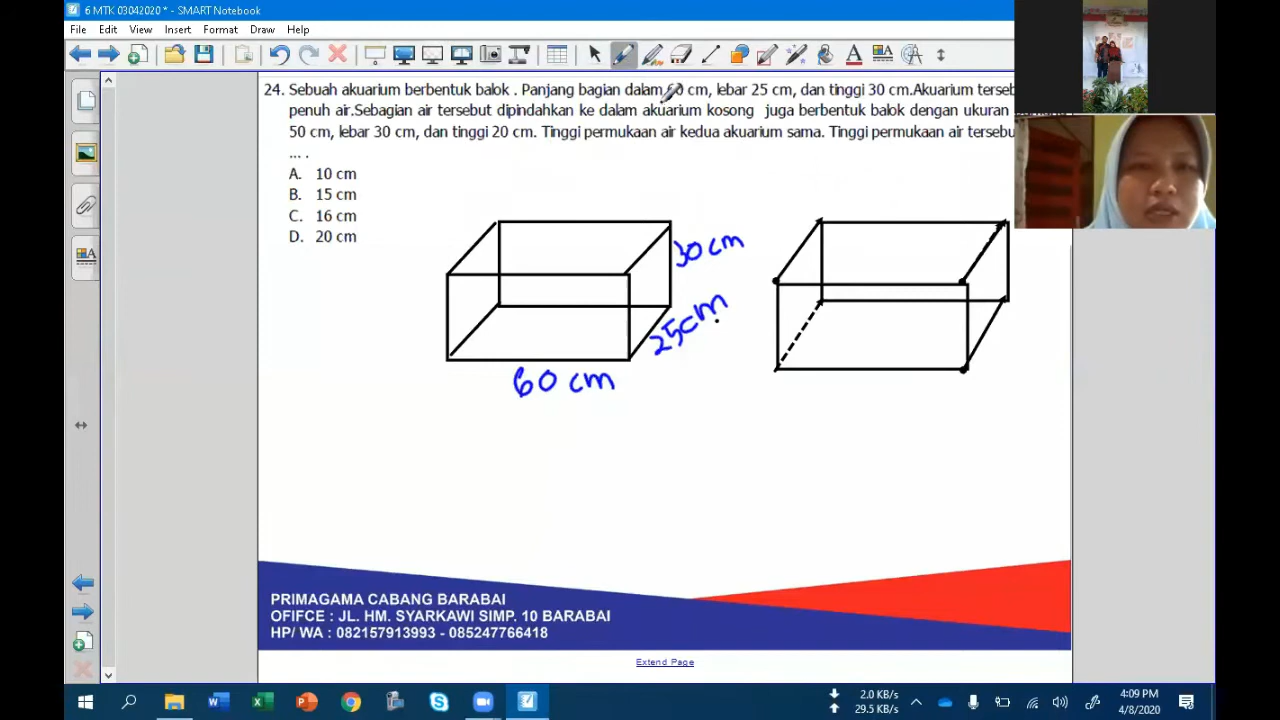 6 MTK 03042020 * - SMART Notebook
File Edit View Insert Format Draw Help
24. Sebuah akuarium berbentuk balok . Panjang bagian dalam cm, lebar 25 cm, dan tinggi 30 cm.Akuarium
penuh air.Sebagian air tersebut dipindahkan ke dalam akuarium kosong juga berbentuk balok dengan ukuran
50 cm, lebar 30 cm, dan tinggi 20 cm. Tinggi permukaan air kedua akuarium sama. Tinggi permukaan air
... .
A. 10 cm
B. 15 cm
C. 16 cm
D. 20 cm
30 cm
25 cm
60 cm
PRIMAGAMA CABANG BARABAI
OFIFCE : JL. HM. SYARKAWI SIMP. 10 BARABAI
HP/ WA : 082157913993 - 085247766418
Extend Page
2.0 KB/s
29.5 KB/s
4:09 PM
4/8/2020